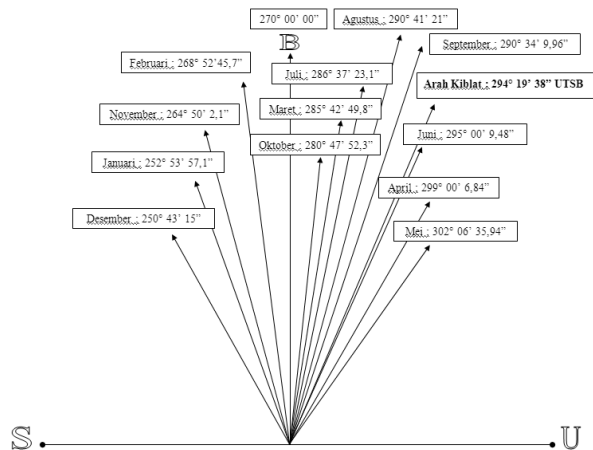 270° 00' 00”
Agustus : 290° 41' 21”
B
September : 290° 34' 9,96”
Februari : 268° 52'45,7”
Juli : 286° 37' 23,1”
Arah Kiblat : 294° 19' 38” UTSB
Maret : 285° 42' 49,8”
November : 264° 50' 2,1”
Juni : 295° 00' 9,48”
Oktober : 280° 47' 52,3”
Januari : 252° 53' 57,1”
April : 299° 00' 6,84”
Desember : 250° 43' 15”
Mei : 302° 06' 35,94”
S
U